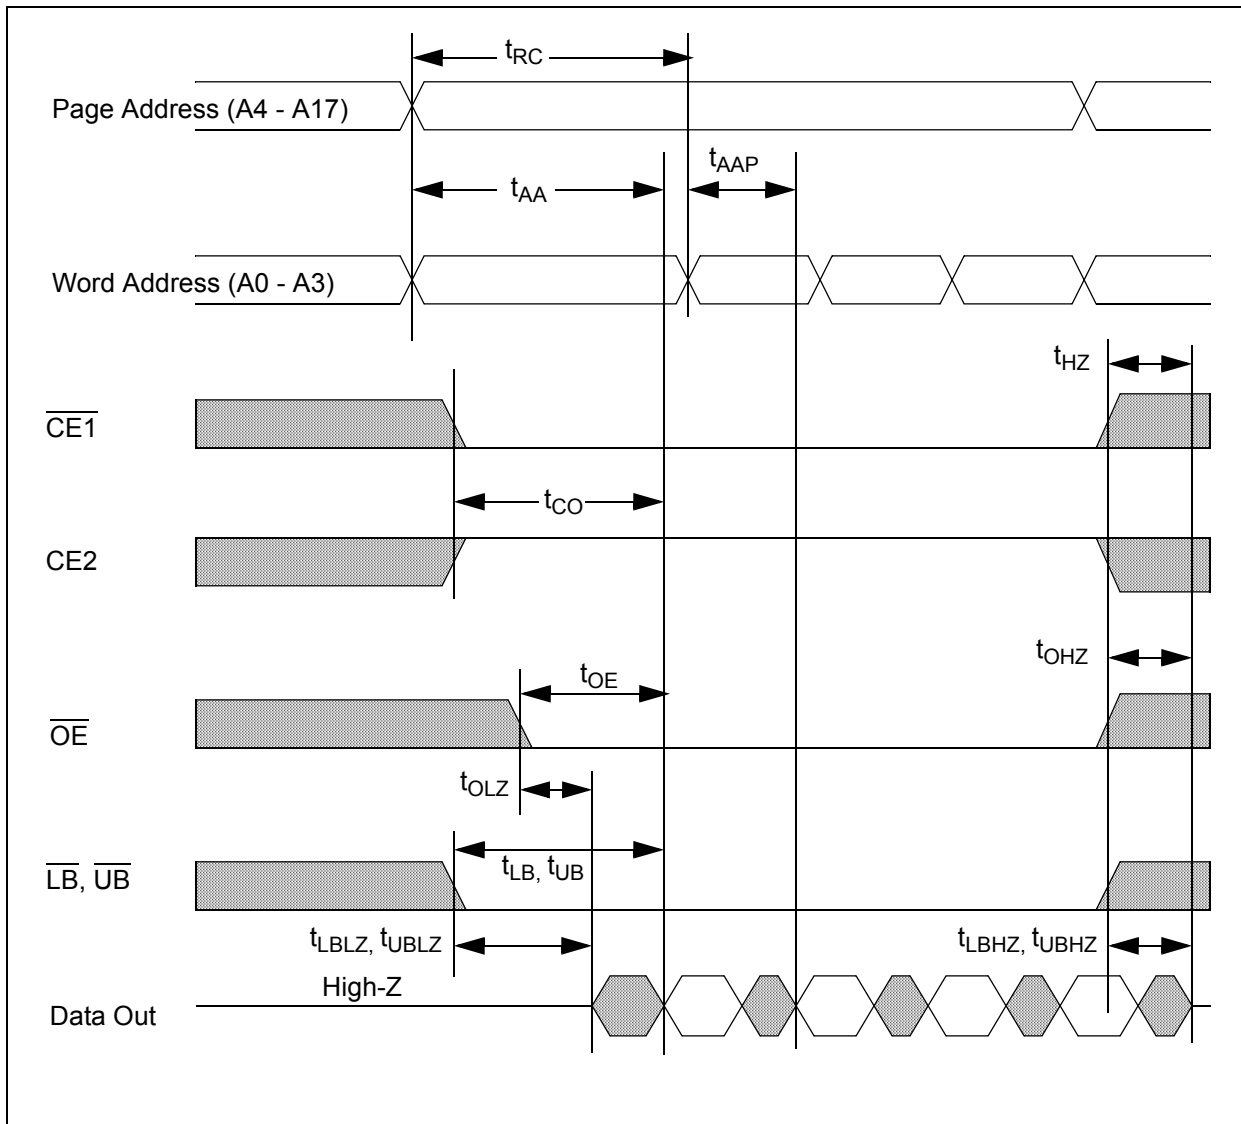 tRC
Page Address (A4 - A17)
tAAP
tAA
Word Address (A0 - A3)
tHZ
CE1
tCO
CE2
tOHZ
tOE
OE
tOLZ
LB, UB
tLB, tUB
tLBLZ, tUBLZ
tLBHZ, tUBHZ
High-Z
Data Out